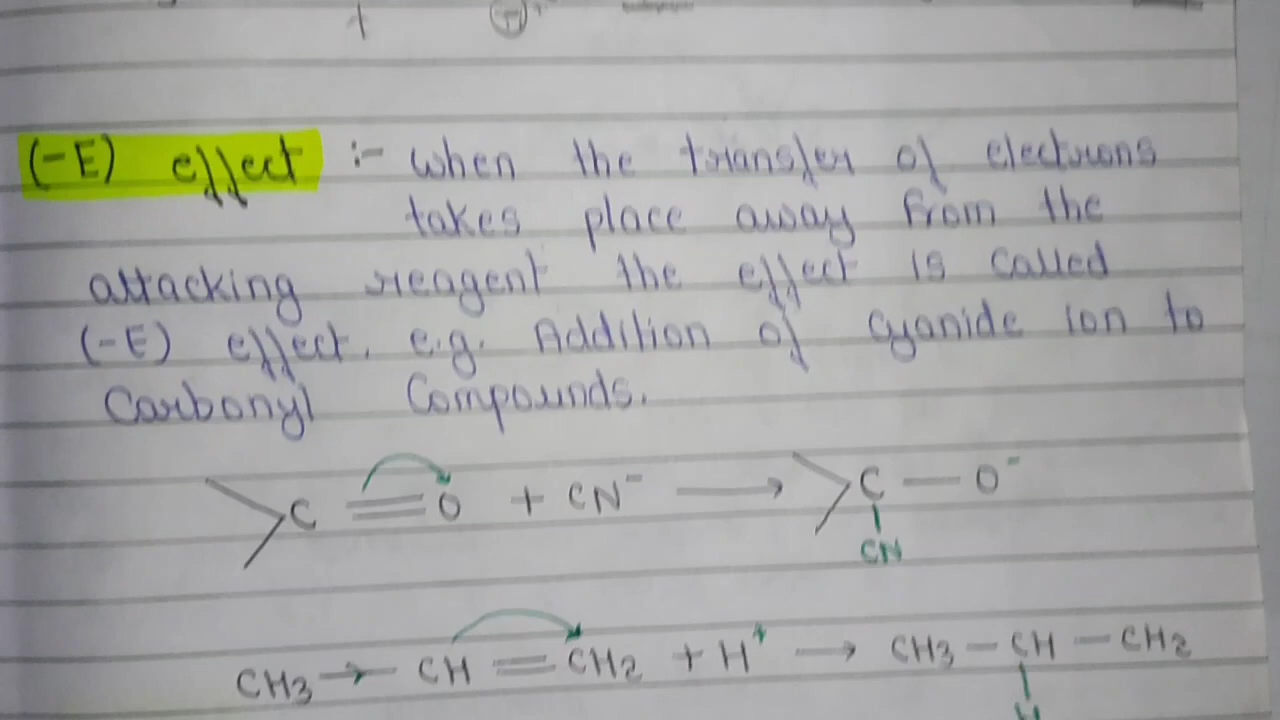 (-E) effect :- when the transfer of electrons
takes place away from the
attacking reagent the effect is called
(-E) effect. e.g. Addition of Cyanide ion to
Carbonyl Compounds.
>C=O + CN⁻ ⟶ >C—O⁻
CN
CH3 → CH = CH2 + H⁺ → CH3 — CH — CH2
H